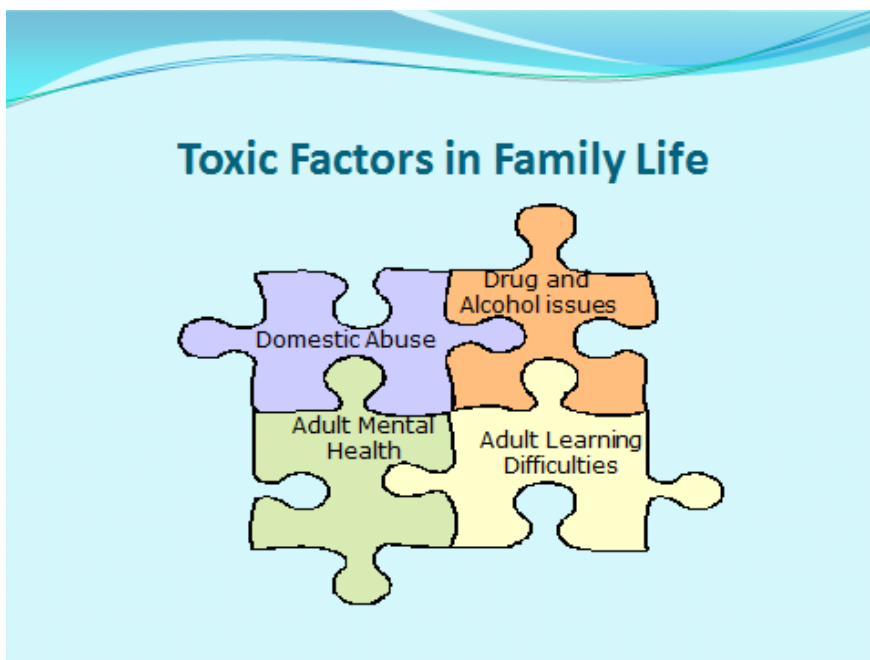 Toxic Factors in Family Life
Drug and
Alcohol issues
Domestic Abuse
Adult Mental
Health
Adult Learning
Difficulties